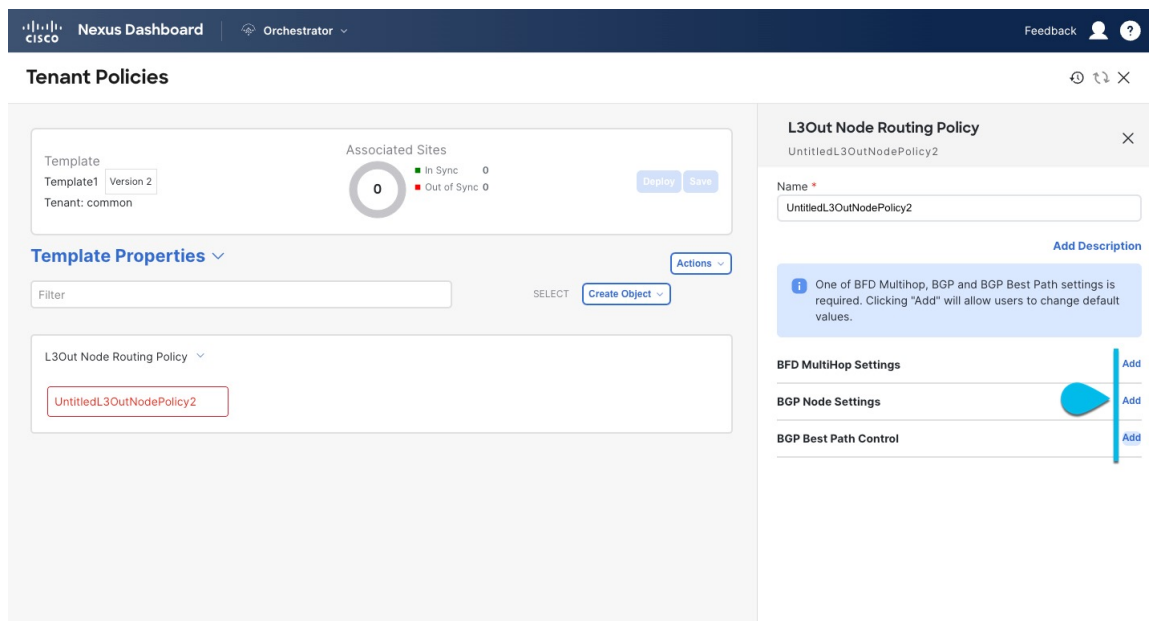 CISCO
Nexus Dashboard
Orchestrator
Feedback
?
Tenant Policies
Template
Template1 Version 2
Tenant: common
Associated Sites
0
In Sync 0
Out of Sync 0
Deploy Save
Template Properties
Actions
Filter
SELECT Create Object
L3Out Node Routing Policy
UntitledL3OutNodePolicy2
L3Out Node Routing Policy
UntitledL3OutNodePolicy2
Name *
UntitledL3OutNodePolicy2
Add Description
One of BFD Multihop, BGP and BGP Best Path settings is
required. Clicking "Add" will allow users to change default
values.
BFD MultiHop Settings Add
BGP Node Settings Add
BGP Best Path Control Add